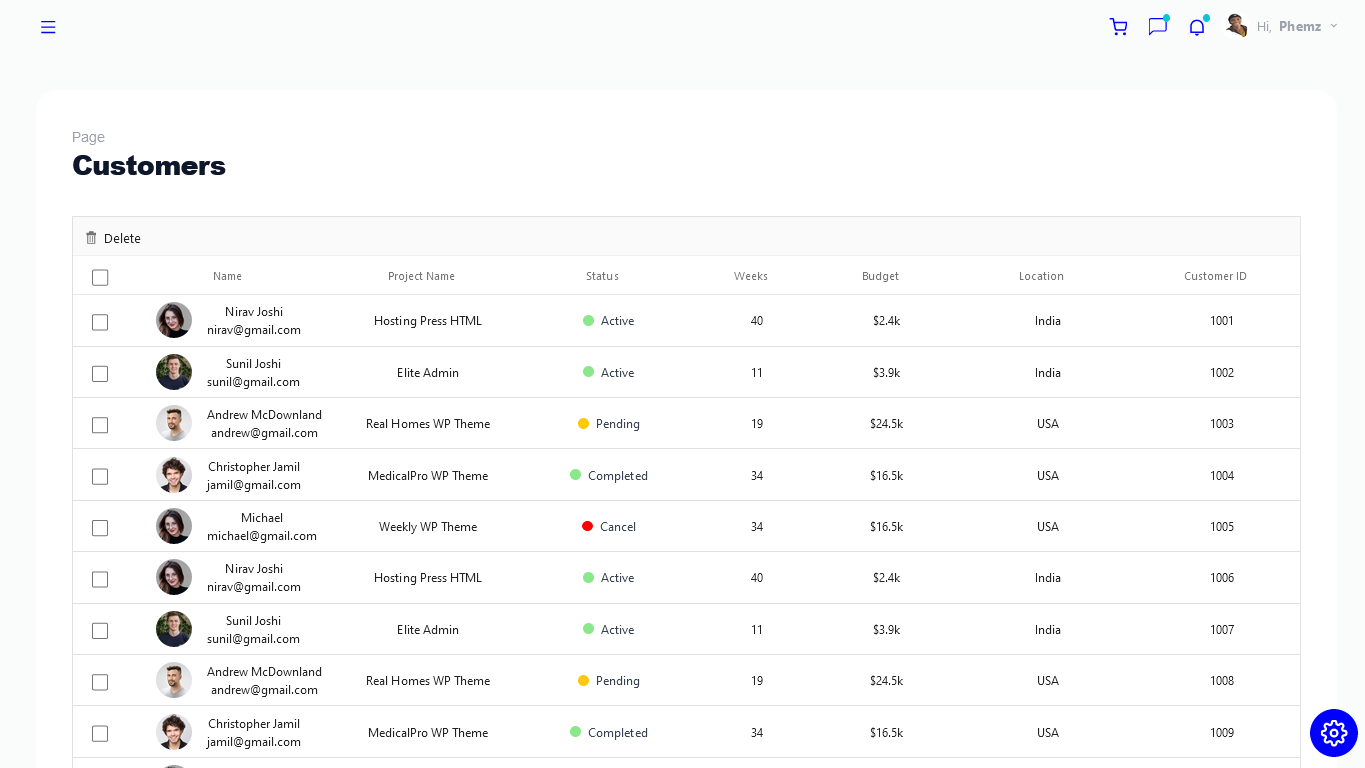 Hi, Phemz
Page
Customers
Delete
Name Project Name Status Weeks Budget Location Customer ID
Nirav Joshi
nirav@gmail.com Hosting Press HTML Active 40 $2.4k India 1001
Sunil Joshi
sunil@gmail.com Elite Admin Active 11 $3.9k India 1002
Andrew McDownland
andrew@gmail.com Real Homes WP Theme Pending 19 $24.5k USA 1003
Christopher Jamil
jamil@gmail.com MedicalPro WP Theme Completed 34 $16.5k USA 1004
Michael
michael@gmail.com Weekly WP Theme Cancel 34 $16.5k USA 1005
Nirav Joshi
nirav@gmail.com Hosting Press HTML Active 40 $2.4k India 1006
Sunil Joshi
sunil@gmail.com Elite Admin Active 11 $3.9k India 1007
Andrew McDownland
andrew@gmail.com Real Homes WP Theme Pending 19 $24.5k USA 1008
Christopher Jamil
jamil@gmail.com MedicalPro WP Theme Completed 34 $16.5k USA 1009